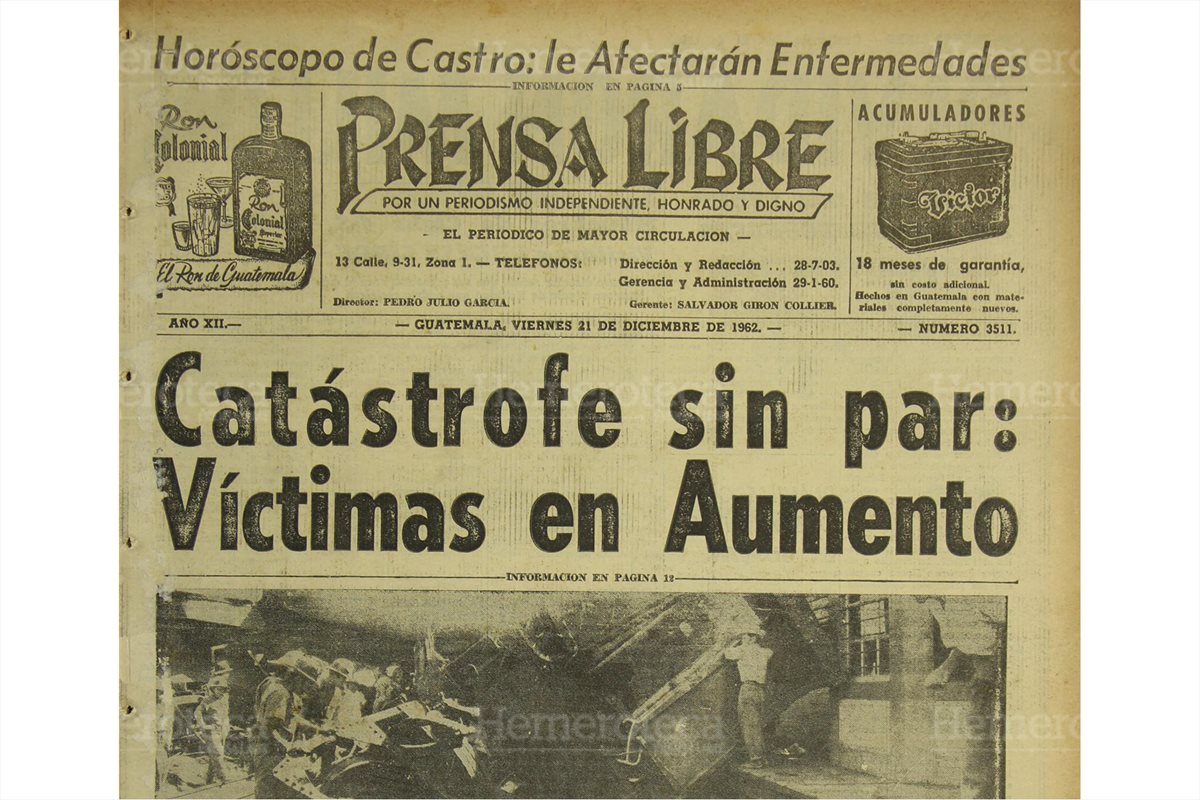 Horóscopo de Castro: le Afectarán Enfermedades
INFORMACION EN PAGINA 5
Ron
Colonial
Ron
Colonial
Superior
El Ron de Guatemala
PRENSA LIBRE
POR UN PERIODISMO INDEPENDIENTE, HONRADO Y DIGNO
- EL PERIODICO DE MAYOR CIRCULACION —
13 Calle, 9-31, Zona 1. — TELEFONOS:
Dirección y Redacción ... 28-7-03.
Gerencia y Administración 29-1-60.
Director: PEDRO JULIO GARCIA.
Gerente: SALVADOR GIRON COLLIER.
ACUMULADORES
Victor
18 meses de garantía,
sin costo adicional.
Hechos en Guatemala con mate-
riales completamente nuevos.
AÑO XII.—
— GUATEMALA, VIERNES 21 DE DICIEMBRE DE 1962. —
— NUMERO 3511.
Catástrofe sin par:
Víctimas en Aumento
INFORMACION EN PAGINA 12
Hemeroteca